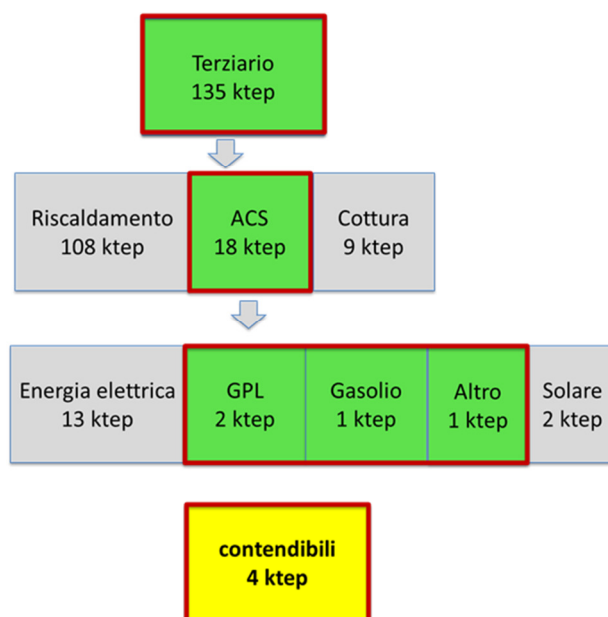 Terziario
135 ktep
Riscaldamento
108 ktep
ACS
18 ktep
Cottura
9 ktep
Energia elettrica
13 ktep
GPL
2 ktep
Gasolio
1 ktep
Altro
1 ktep
Solare
2 ktep
contendibili
4 ktep